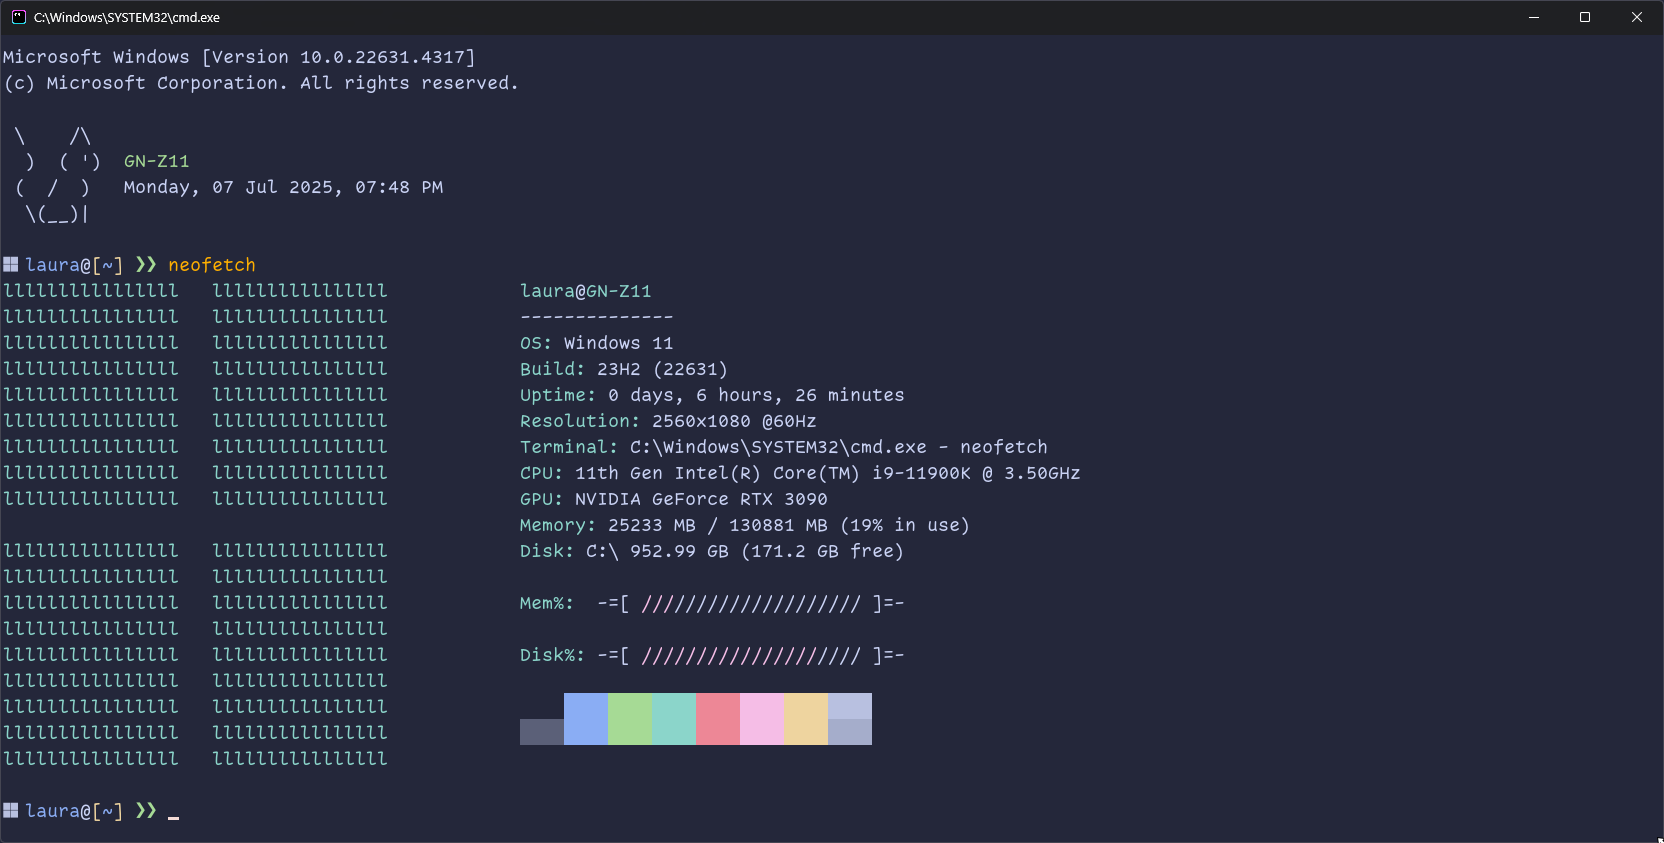 C:\Windows\SYSTEM32\cmd.exe
Microsoft Windows [Version 10.0.22631.4317]
(c) Microsoft Corporation. All rights reserved.
 \    /\
  )  ( ')  GN-Z11
 (  /  )   Monday, 07 Jul 2025, 07:48 PM
  \(__)|
laura@[~] ❯❯ neofetch
llllllllllllllll   llllllllllllllll            laura@GN-Z11
llllllllllllllll   llllllllllllllll            --------------
llllllllllllllll   llllllllllllllll            OS: Windows 11
llllllllllllllll   llllllllllllllll            Build: 23H2 (22631)
llllllllllllllll   llllllllllllllll            Uptime: 0 days, 6 hours, 26 minutes
llllllllllllllll   llllllllllllllll            Resolution: 2560x1080 @60Hz
llllllllllllllll   llllllllllllllll            Terminal: C:\Windows\SYSTEM32\cmd.exe - neofetch
llllllllllllllll   llllllllllllllll            CPU: 11th Gen Intel(R) Core(TM) i9-11900K @ 3.50GHz
llllllllllllllll   llllllllllllllll            GPU: NVIDIA GeForce RTX 3090
                                               Memory: 25233 MB / 130881 MB (19% in use)
llllllllllllllll   llllllllllllllll            Disk: C:\ 952.99 GB (171.2 GB free)
llllllllllllllll   llllllllllllllll
llllllllllllllll   llllllllllllllll            Mem%:  -=[ //////////////////// ]=-
llllllllllllllll   llllllllllllllll
llllllllllllllll   llllllllllllllll            Disk%: -=[ //////////////////// ]=-
llllllllllllllll   llllllllllllllll
llllllllllllllll   llllllllllllllll
llllllllllllllll   llllllllllllllll
llllllllllllllll   llllllllllllllll
laura@[~] ❯❯ _